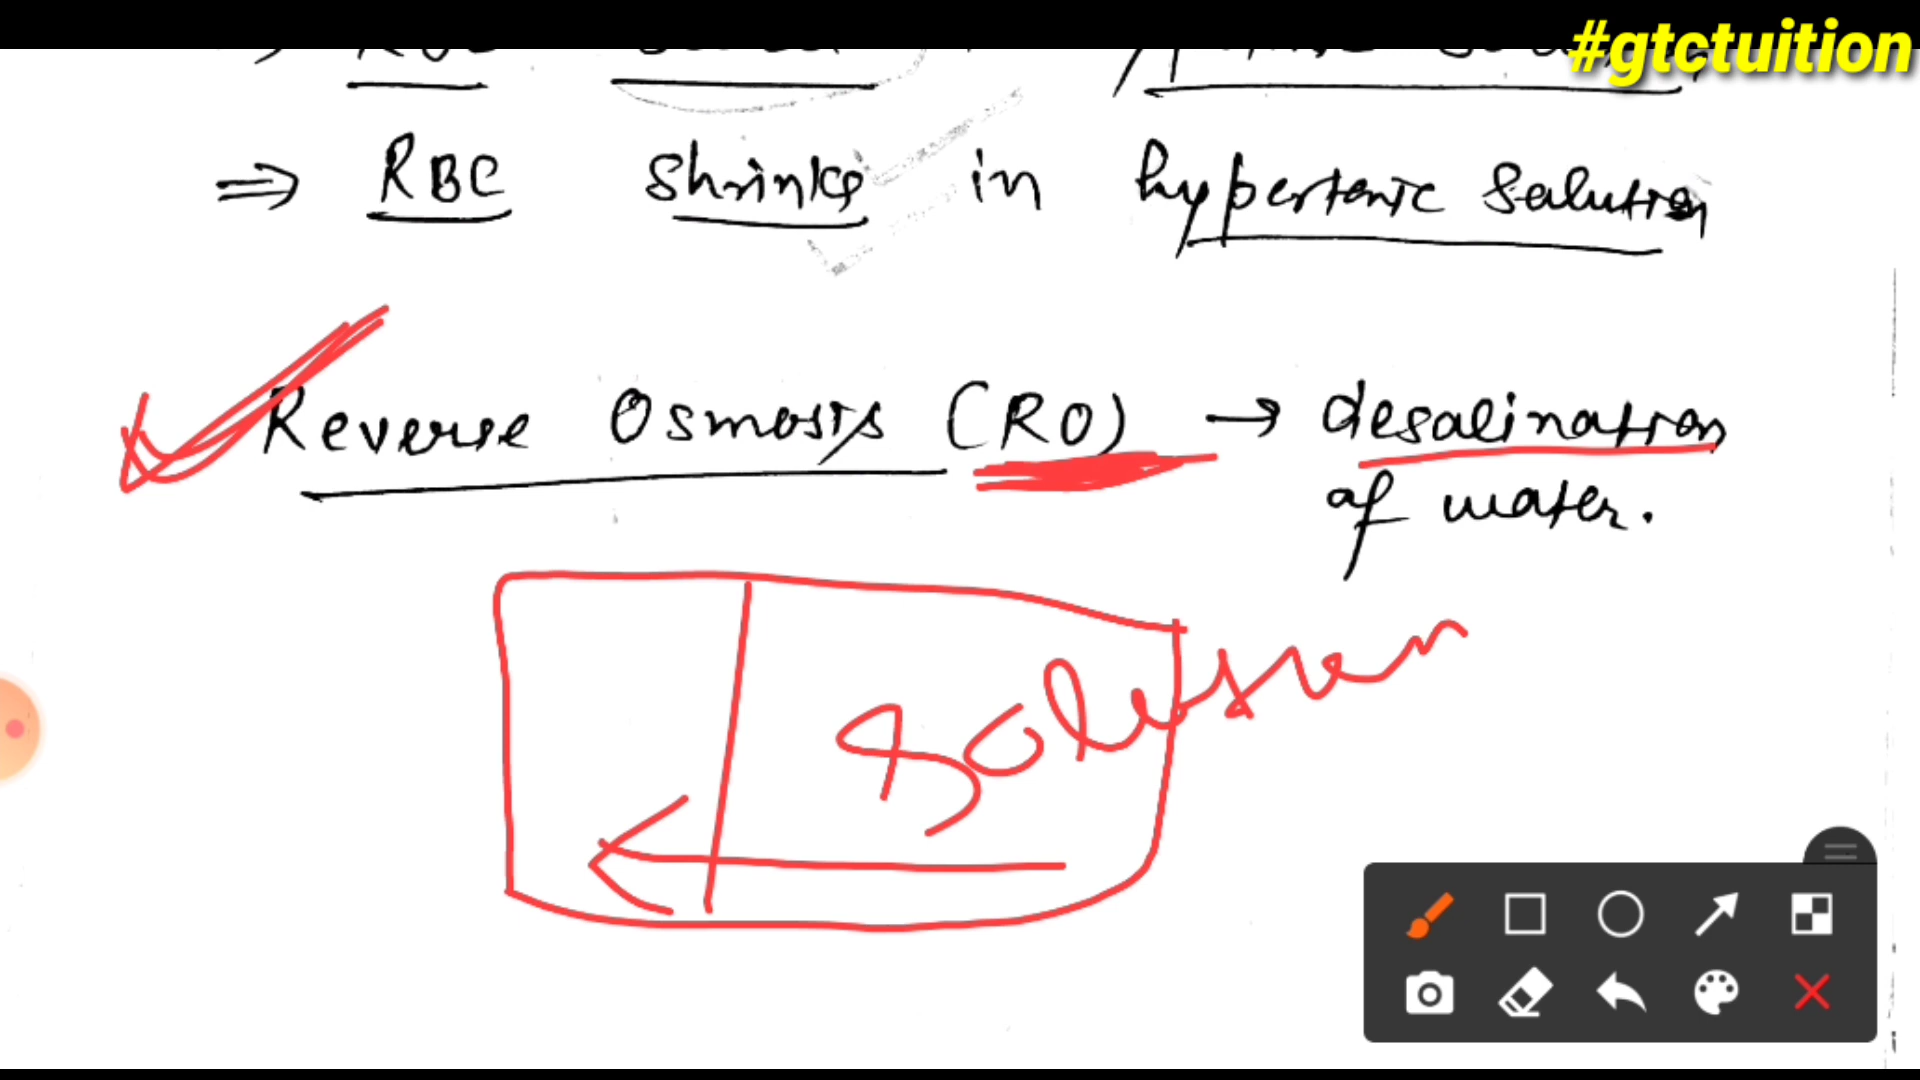 #gtctuition
⇒ RBC shrinks in hypertonic solution
Reverse Osmosis (RO) → desalination
of water.
solution